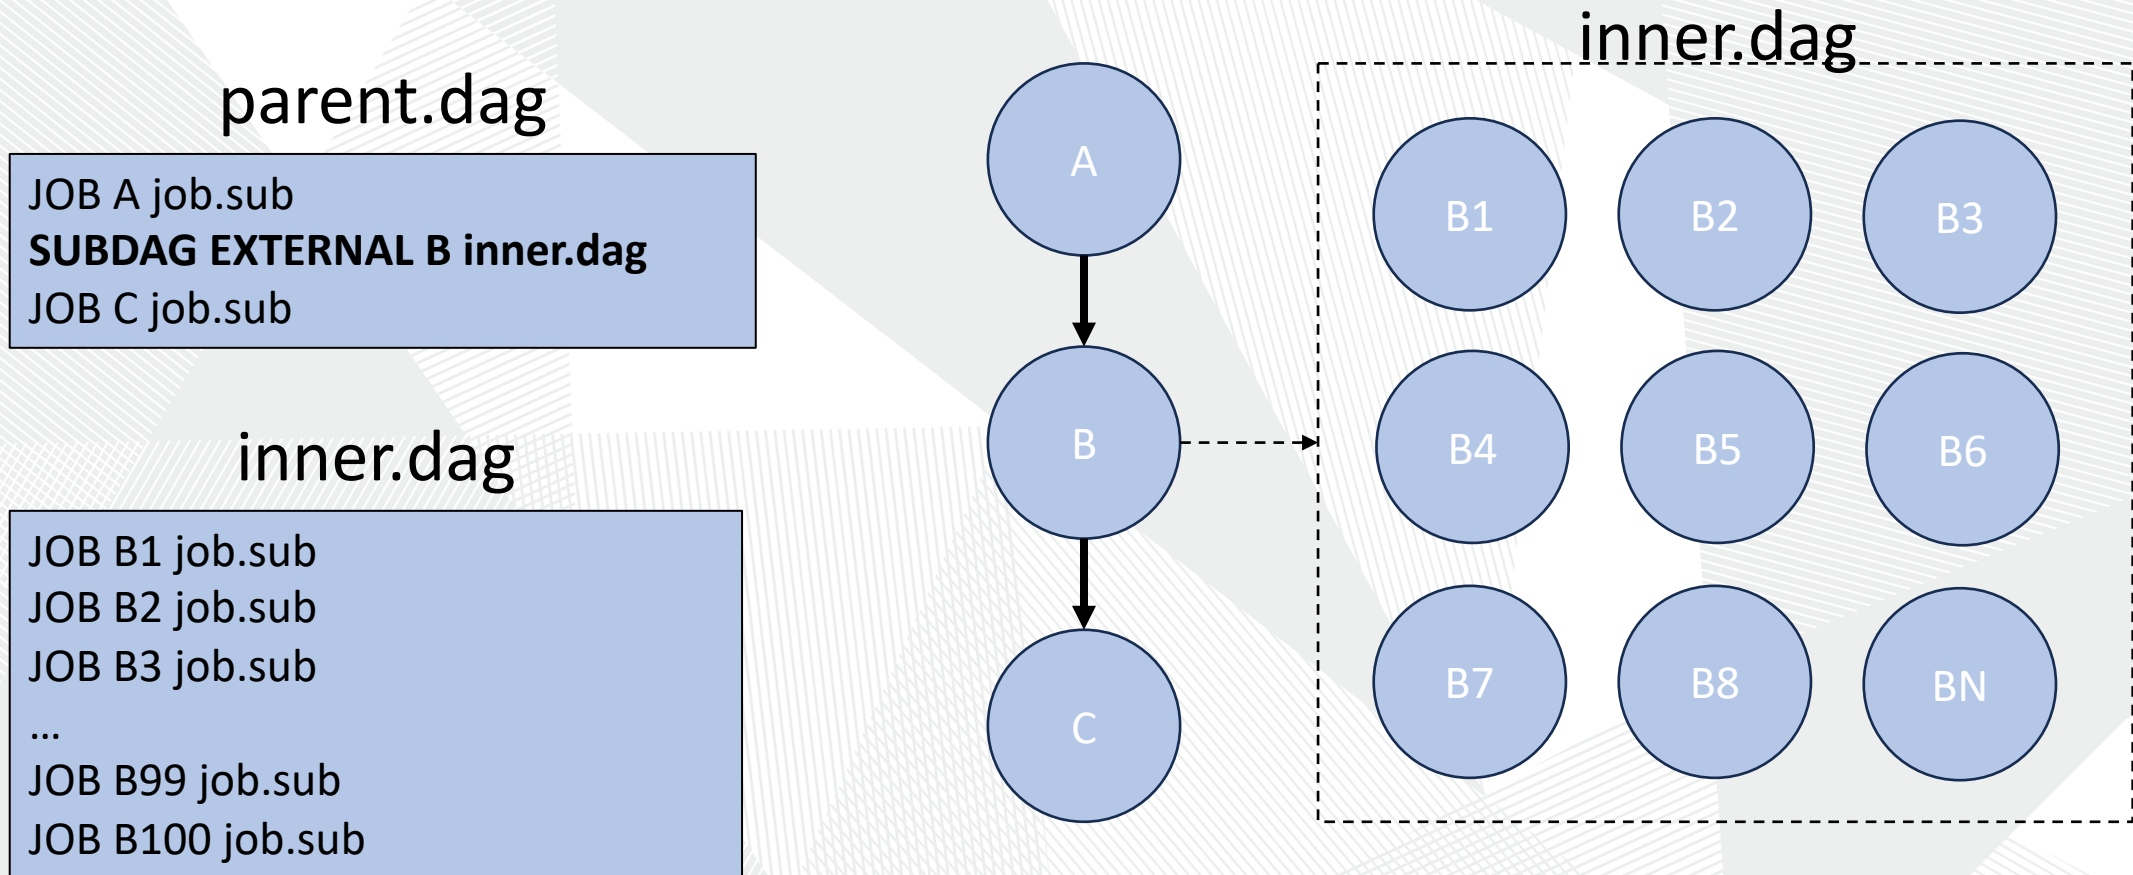 parent.dag
JOB A job.sub
SUBDAG EXTERNAL B inner.dag
JOB C job.sub
inner.dag
JOB B1 job.sub
JOB B2 job.sub
JOB B3 job.sub
...
JOB B99 job.sub
JOB B100 job.sub
A
B
C
inner.dag
B1 B2 B3
B4 B5 B6
B7 B8 BN